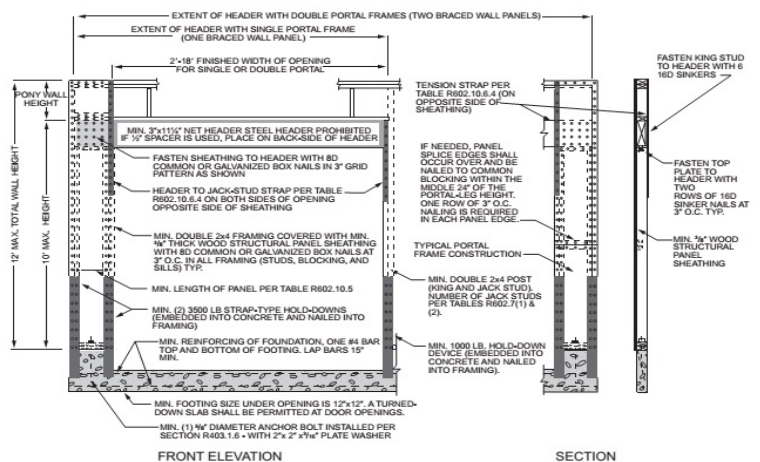 EXTENT OF HEADER WITH DOUBLE PORTAL FRAMES (TWO BRACED WALL PANELS)
EXTENT OF HEADER WITH SINGLE PORTAL FRAME
(ONE BRACED WALL PANEL)
2'-18' FINISHED WIDTH OF OPENING
FOR SINGLE OR DOUBLE PORTAL
PONY WALL
HEIGHT
12' MAX. TOTAL WALL HEIGHT
10' MAX. HEIGHT
MIN. 3"x11¼" NET HEADER STEEL HEADER PROHIBITED
IF ½" SPACER IS USED, PLACE ON BACK-SIDE OF HEADER
FASTEN SHEATHING TO HEADER WITH 8D
COMMON OR GALVANIZED BOX NAILS IN 3" GRID
PATTERN AS SHOWN
HEADER TO JACK-STUD STRAP PER TABLE
R602.10.6.4 ON BOTH SIDES OF OPENING
OPPOSITE SIDE OF SHEATHING
MIN. DOUBLE 2x4 FRAMING COVERED WITH MIN.
⅜" THICK WOOD STRUCTURAL PANEL SHEATHING
WITH 8D COMMON OR GALVANIZED BOX NAILS AT
3" O.C. IN ALL FRAMING (STUDS, BLOCKING, AND
SILLS) TYP.
MIN. LENGTH OF PANEL PER TABLE R602.10.5
MIN. (2) 3500 LB STRAP-TYPE HOLD-DOWNS
(EMBEDDED INTO CONCRETE AND NAILED INTO
FRAMING)
MIN. REINFORCING OF FOUNDATION, ONE #4 BAR
TOP AND BOTTOM OF FOOTING. LAP BARS 15"
MIN.
MIN. FOOTING SIZE UNDER OPENING IS 12"x12". A TURNED-
DOWN SLAB SHALL BE PERMITTED AT DOOR OPENINGS.
MIN. (1) ⅝" DIAMETER ANCHOR BOLT INSTALLED PER
SECTION R403.1.6 - WITH 2"x 2" x³/₁₆" PLATE WASHER
FRONT ELEVATION
TENSION STRAP PER
TABLE R602.10.6.4 (ON
OPPOSITE SIDE OF
SHEATHING)
IF NEEDED, PANEL
SPLICE EDGES SHALL
OCCUR OVER AND BE
NAILED TO COMMON
BLOCKING WITHIN THE
MIDDLE 24" OF THE
PORTAL-LEG HEIGHT.
ONE ROW OF 3" O.C.
NAILING IS REQUIRED
IN EACH PANEL EDGE.
TYPICAL PORTAL
FRAME CONSTRUCTION
MIN. DOUBLE 2x4 POST
(KING AND JACK STUD).
NUMBER OF JACK STUDS
PER TABLES R602.7(1) &
(2).
MIN. 1000 LB. HOLD-DOWN
DEVICE (EMBEDDED INTO
CONCRETE AND NAILED
INTO FRAMING).
FASTEN KING STUD
TO HEADER WITH 6
16D SINKERS
FASTEN TOP
PLATE TO
HEADER WITH
TWO
ROWS OF 16D
SINKER NAILS AT
3" O.C. TYP.
MIN. ⅜" WOOD
STRUCTURAL
PANEL
SHEATHING
SECTION